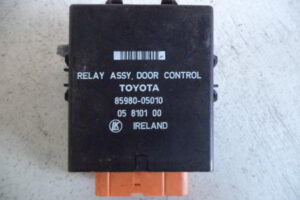 RELAY ASSY, DOOR CONTROL
TOYOTA
85980-05010
05 8101 00
IRELAND